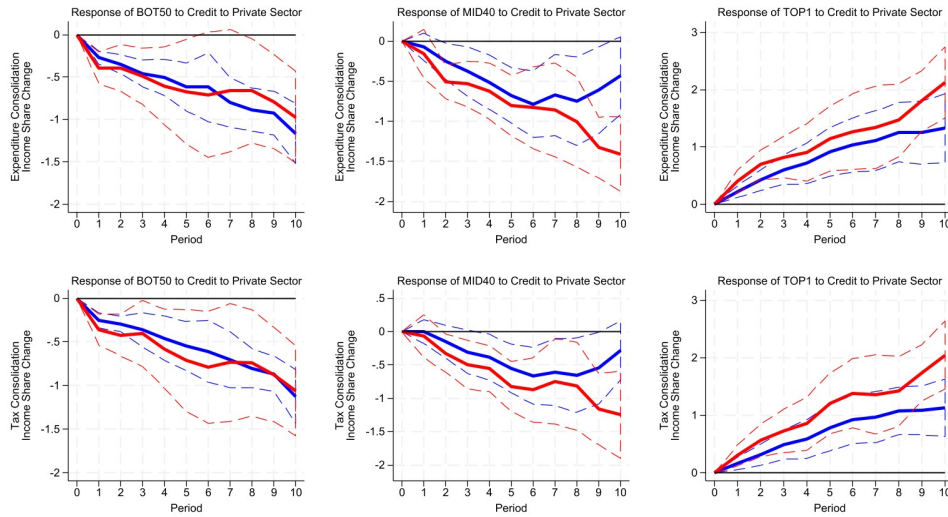 Response of BOT50 to Credit to Private Sector
Expenditure Consolidation
Income Share Change
0
-.5
-1
-1.5
-2
0 1 2 3 4 5 6 7 8 9 10
Period
Response of MID40 to Credit to Private Sector
Expenditure Consolidation
Income Share Change
0
-.5
-1
-1.5
-2
0 1 2 3 4 5 6 7 8 9 10
Period
Response of TOP1 to Credit to Private Sector
Expenditure Consolidation
Income Share Change
3
2
1
0
0 1 2 3 4 5 6 7 8 9 10
Period
Response of BOT50 to Credit to Private Sector
Tax Consolidation
Income Share Change
0
-.5
-1
-1.5
-2
0 1 2 3 4 5 6 7 8 9 10
Period
Response of MID40 to Credit to Private Sector
Tax Consolidation
Income Share Change
.5
0
-.5
-1
-1.5
-2
0 1 2 3 4 5 6 7 8 9 10
Period
Response of TOP1 to Credit to Private Sector
Tax Consolidation
Income Share Change
3
2
1
0
0 1 2 3 4 5 6 7 8 9 10
Period